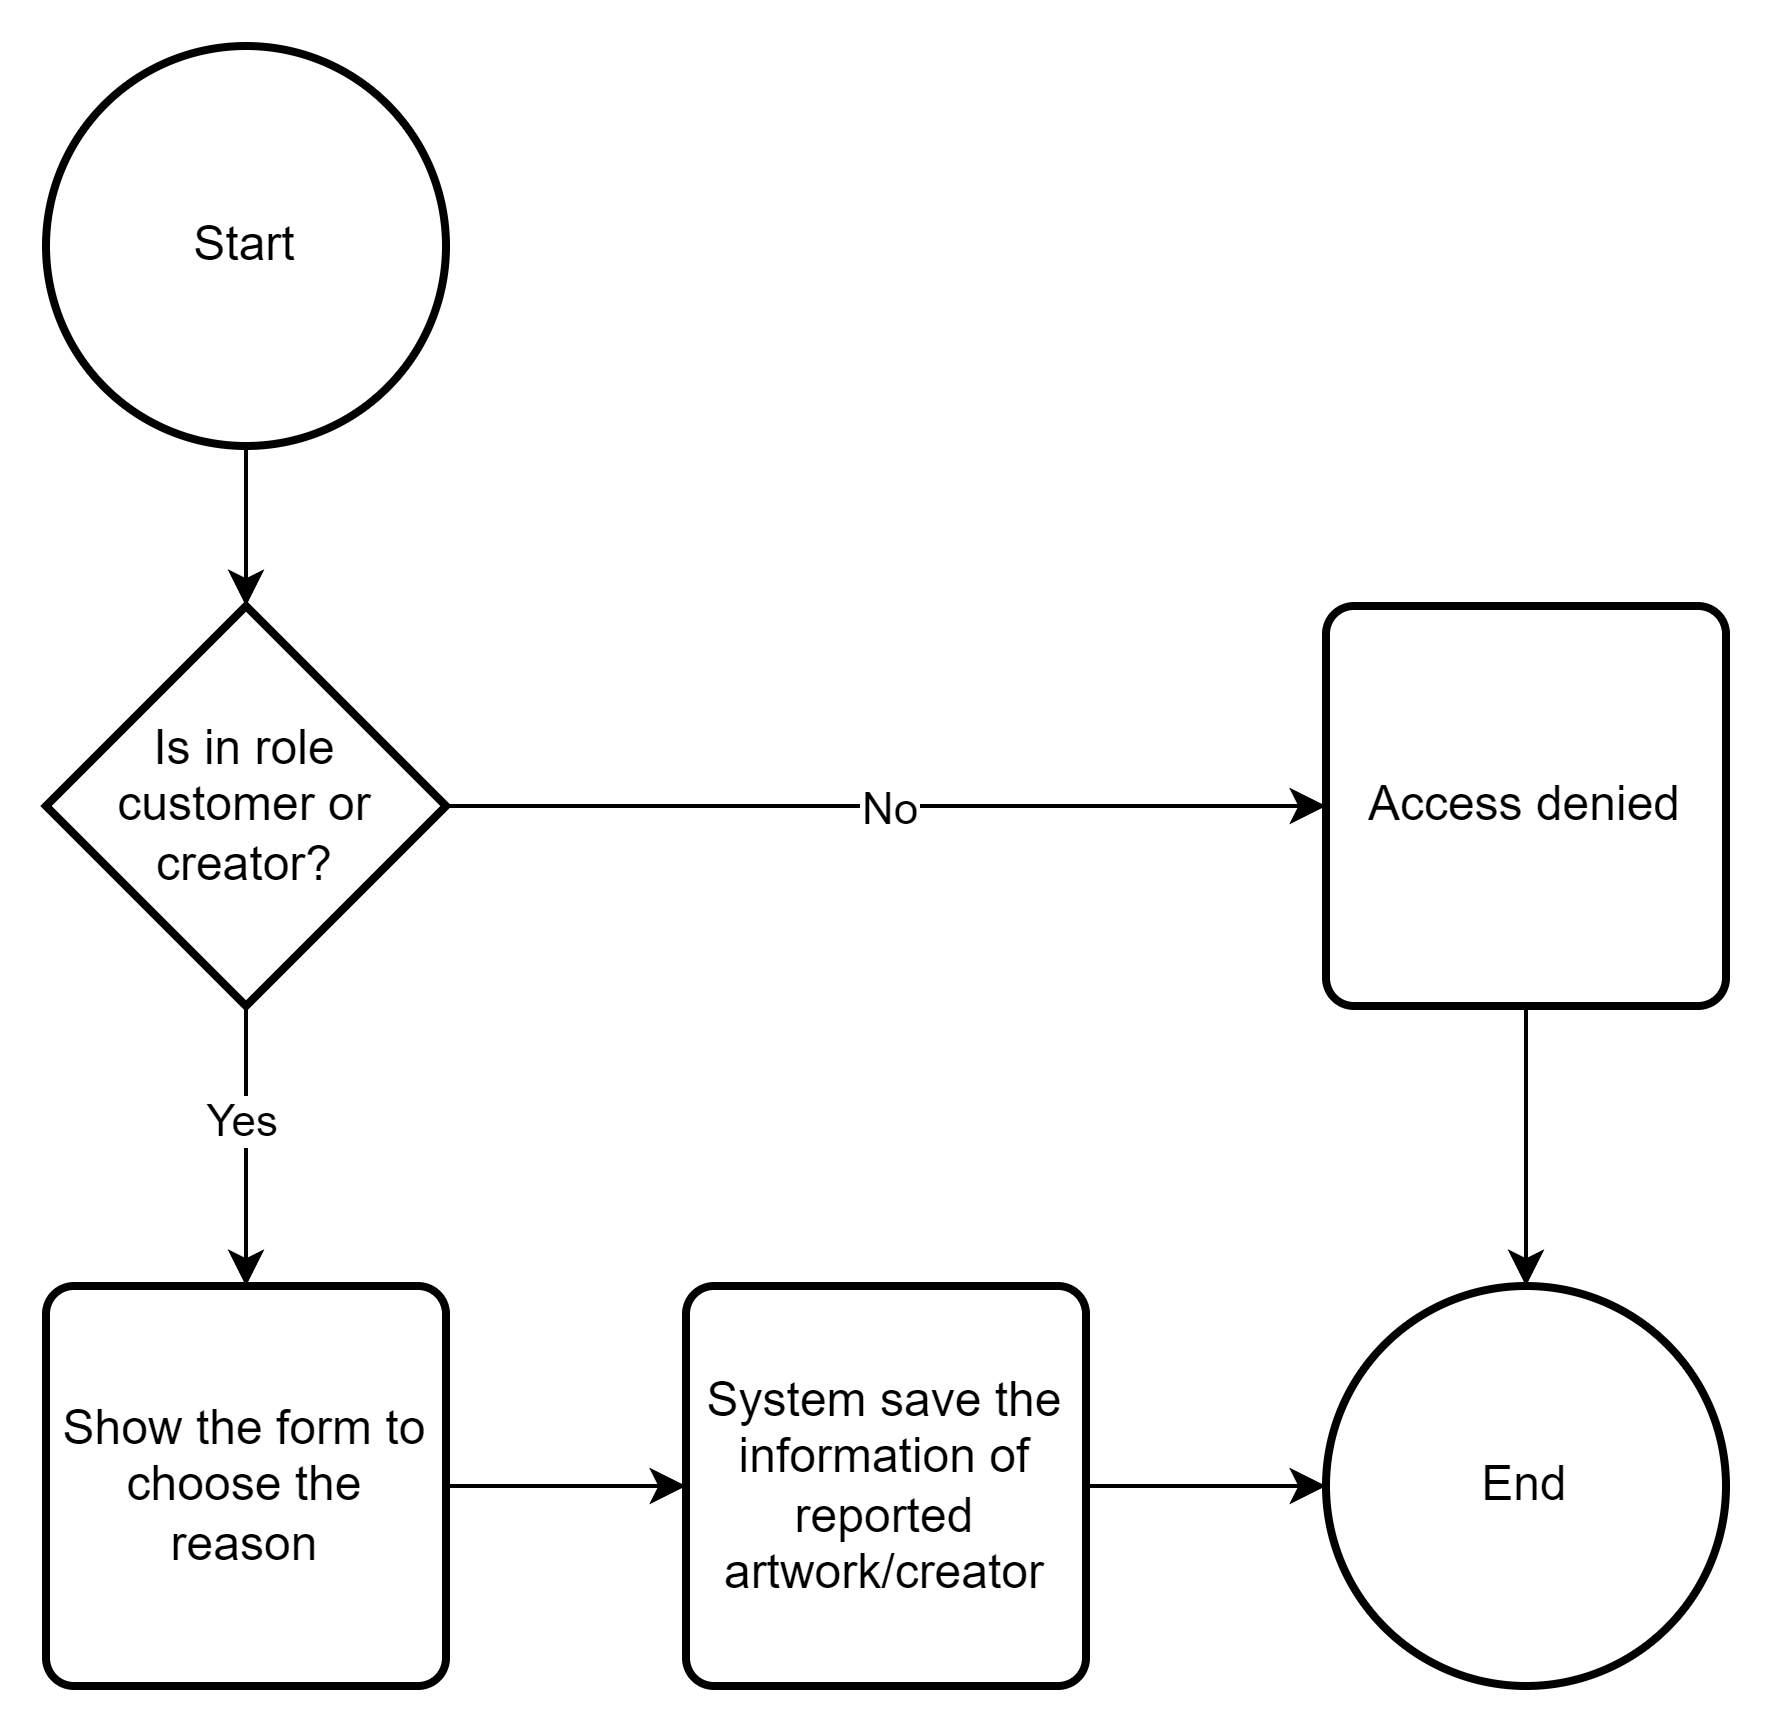 Start
Is in role
customer or
creator?
No
Access denied
Yes
Show the form to
choose the
reason
System save the
information of
reported
artwork/creator
End